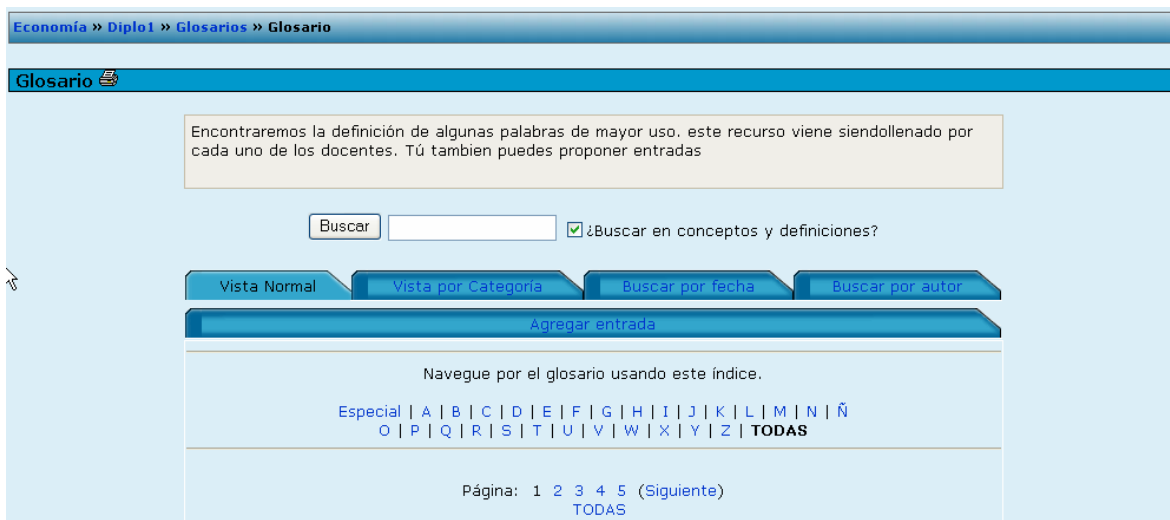 Economía » Diplo1 » Glosarios » Glosario
Glosario
Encontraremos la definición de algunas palabras de mayor uso. este recurso viene siendollenado por
cada uno de los docentes. Tú tambien puedes proponer entradas
Buscar ¿Buscar en conceptos y definiciones?
Vista Normal Vista por Categoría Buscar por fecha Buscar por autor
Agregar entrada
Navegue por el glosario usando este índice.
Especial | A | B | C | D | E | F | G | H | I | J | K | L | M | N | Ñ
O | P | Q | R | S | T | U | V | W | X | Y | Z | TODAS
Página: 1 2 3 4 5 (Siguiente)
TODAS